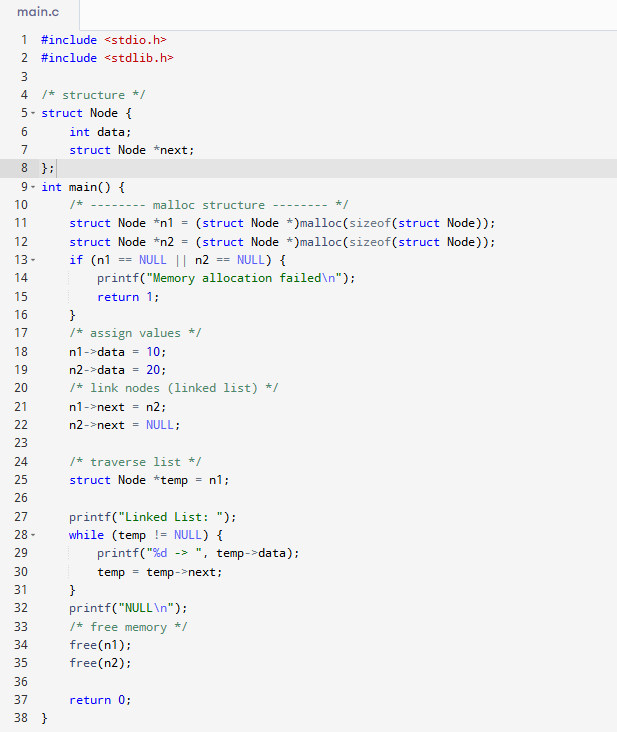 main.c
1 #include <stdio.h>
2 #include <stdlib.h>
3
4 /* structure */
5 struct Node {
6     int data;
7     struct Node *next;
8 };
9 int main() {
10     /* -------- malloc structure -------- */
11     struct Node *n1 = (struct Node *)malloc(sizeof(struct Node));
12     struct Node *n2 = (struct Node *)malloc(sizeof(struct Node));
13     if (n1 == NULL || n2 == NULL) {
14         printf("Memory allocation failed\n");
15         return 1;
16     }
17     /* assign values */
18     n1->data = 10;
19     n2->data = 20;
20     /* link nodes (linked list) */
21     n1->next = n2;
22     n2->next = NULL;
23
24     /* traverse list */
25     struct Node *temp = n1;
26
27     printf("Linked List: ");
28     while (temp != NULL) {
29         printf("%d -> ", temp->data);
30         temp = temp->next;
31     }
32     printf("NULL\n");
33     /* free memory */
34     free(n1);
35     free(n2);
36
37     return 0;
38 }